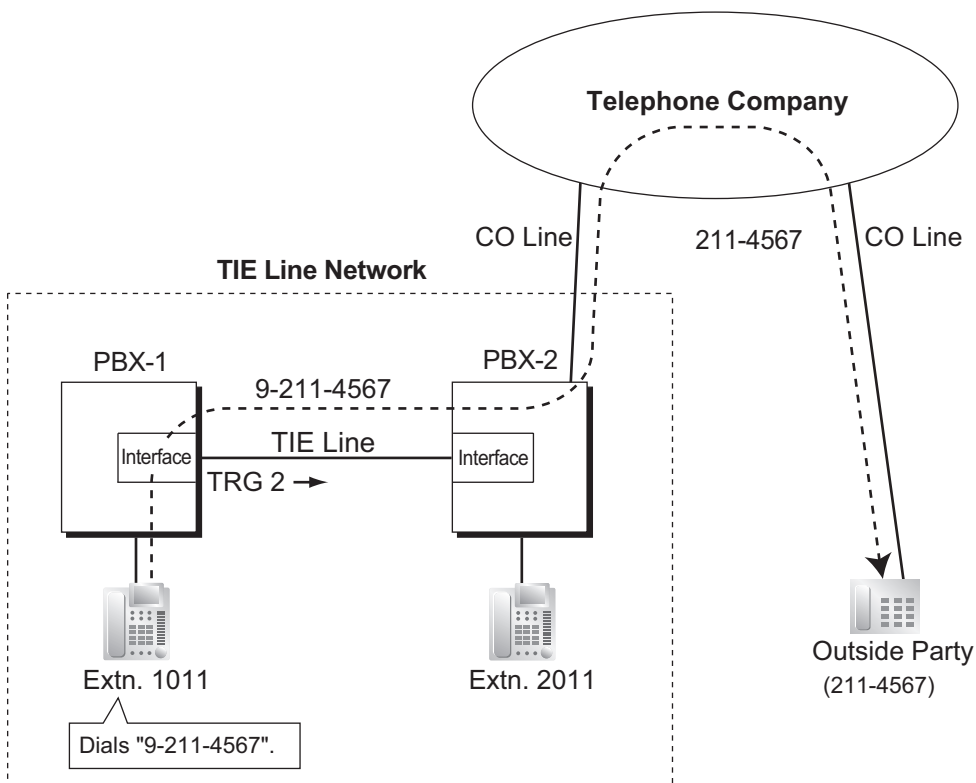 Telephone Company
CO Line
211-4567
CO Line
TIE Line Network
PBX-1
PBX-2
9-211-4567
Interface
TIE Line
Interface
TRG 2 →
Extn. 1011
Extn. 2011
Outside Party
(211-4567)
Dials "9-211-4567".